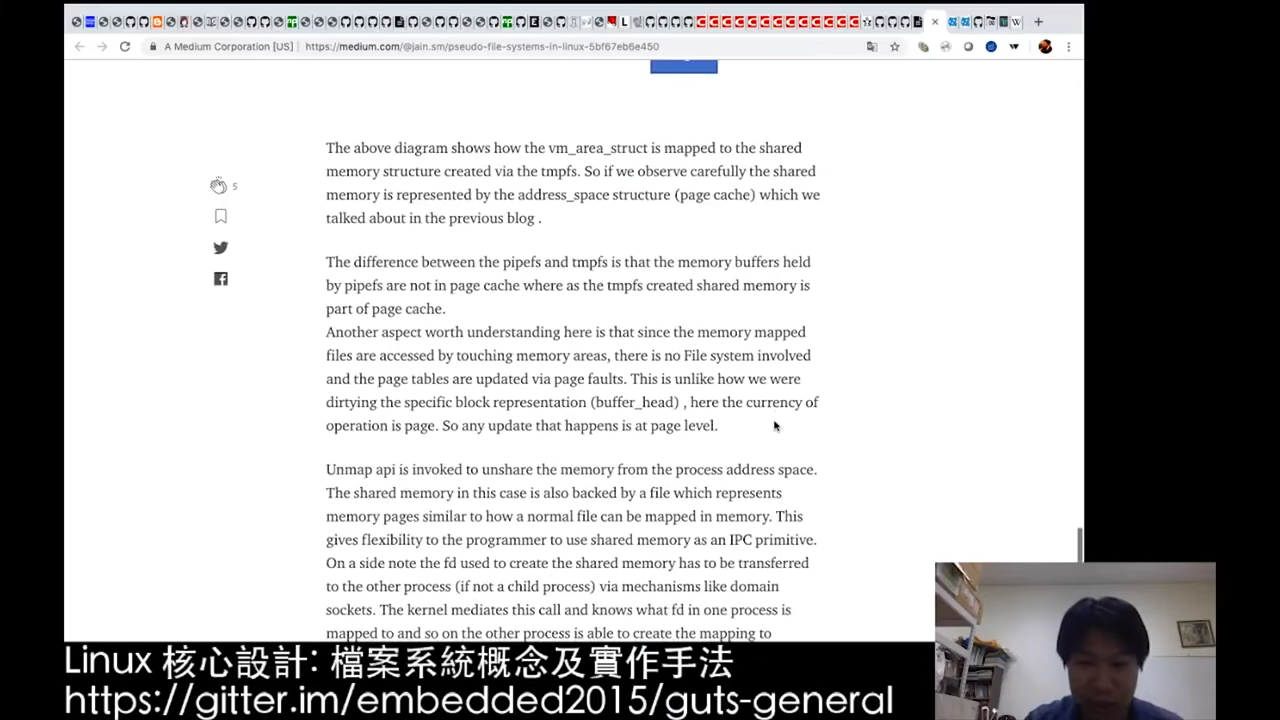 A Medium Corporation [US]
https://medium.com/@jain.sm/pseudo-file-systems-in-linux-5bf67eb6e450
The above diagram shows how the vm_area_struct is mapped to the shared
memory structure created via the tmpfs. So if we observe carefully the shared
memory is represented by the address_space structure (page cache) which we
talked about in the previous blog .
5
The difference between the pipefs and tmpfs is that the memory buffers held
by pipefs are not in page cache where as the tmpfs created shared memory is
part of page cache.
Another aspect worth understanding here is that since the memory mapped
files are accessed by touching memory areas, there is no File system involved
and the page tables are updated via page faults. This is unlike how we were
dirtying the specific block representation (buffer_head) , here the currency of
operation is page. So any update that happens is at page level.
Unmap api is invoked to unshare the memory from the process address space.
The shared memory in this case is also backed by a file which represents
memory pages similar to how a normal file can be mapped in memory. This
gives flexibility to the programmer to use shared memory as an IPC primitive.
On a side note the fd used to create the shared memory has to be transferred
to the other process (if not a child process) via mechanisms like domain
sockets. The kernel mediates this call and knows what fd in one process is
mapped to and so on the other process is able to create the mapping to
Linux 核心設計: 檔案系統概念及實作手法
https://gitter.im/embedded2015/guts-general